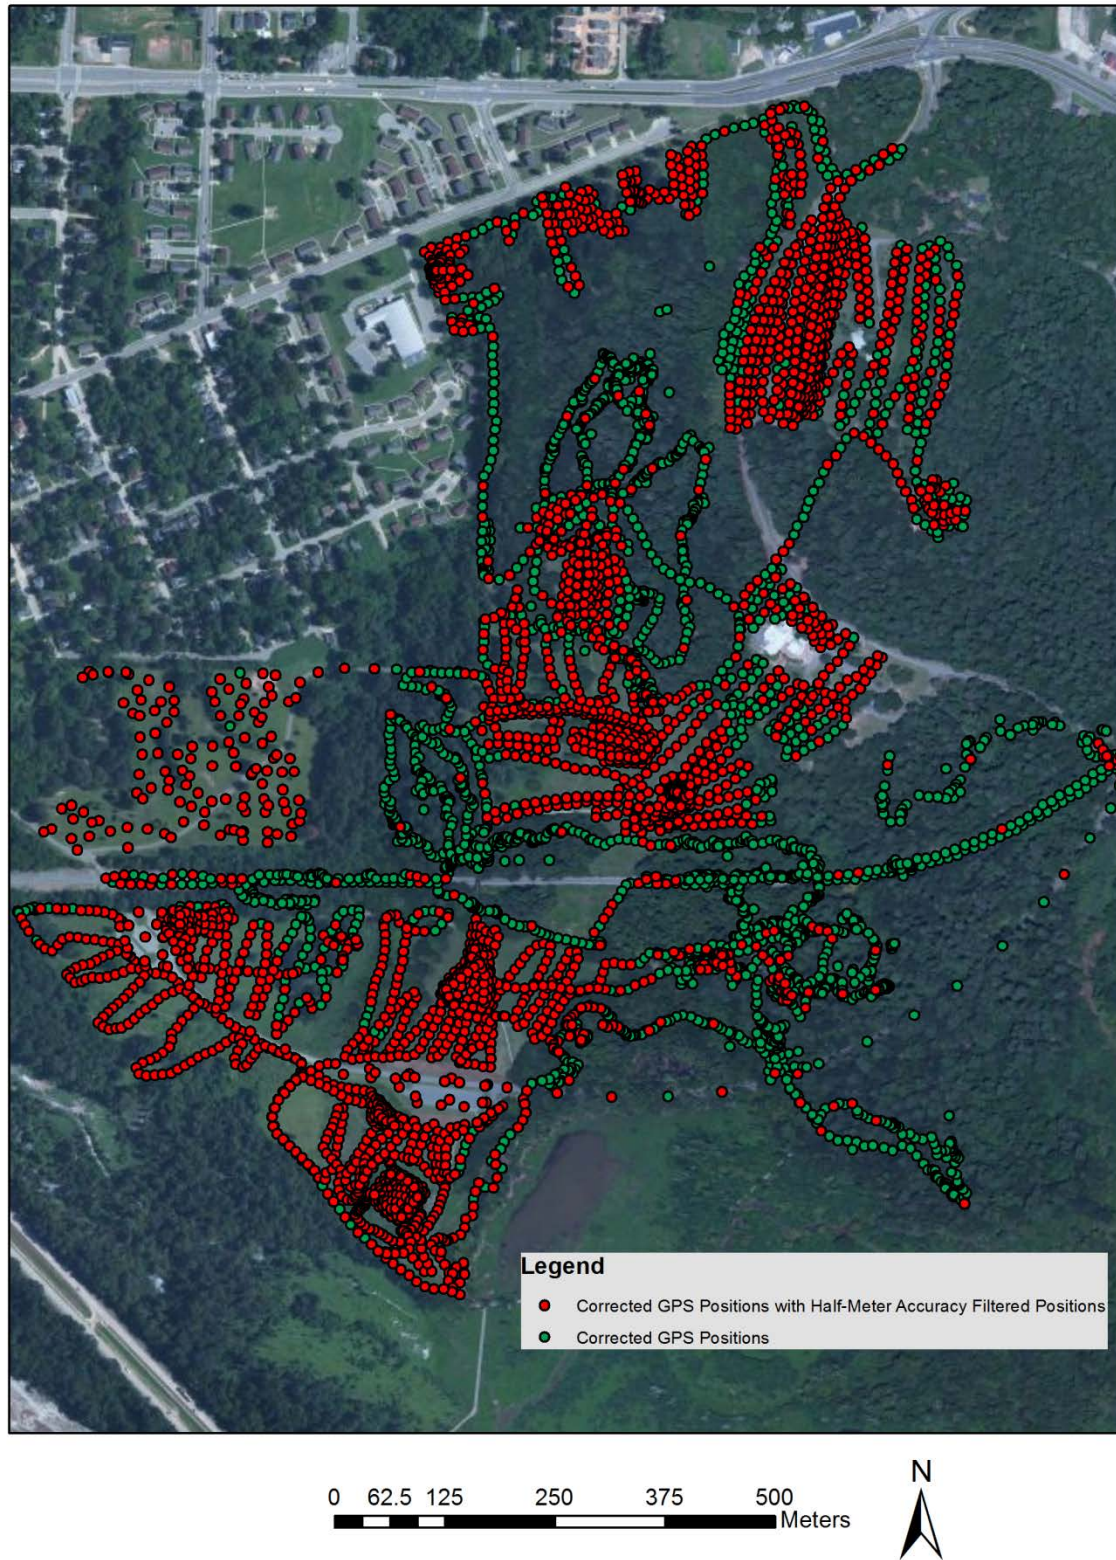 Legend
Corrected GPS Positions with Half-Meter Accuracy Filtered Positions
Corrected GPS Positions
N
0 62.5 125 250 375 500
Meters